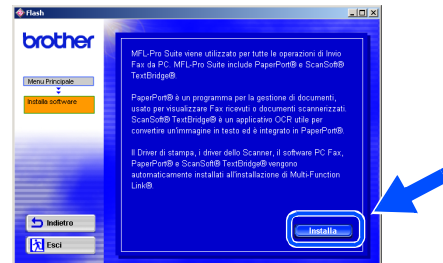 Flash
brother
Menu Principale
Installa software
MFL-Pro Suite viene utilizzato per tutte le operazioni di Invio
Fax da PC. MFL-Pro Suite include PaperPort® e ScanSoft®
TextBridge®.
PaperPort® è un programma per la gestione di documenti,
usato per visualizzare Fax ricevuti o documenti scannerizzati.
ScanSoft® TextBridge® è un applicativo OCR utile per
convertire un'immagine in testo ed è integrato in PaperPort®.
Il Driver di stampa, i driver dello Scanner, il software PC Fax,
PaperPort® e ScanSoft® TextBridge® vengono
automaticamente installati all'installazione di Multi-Function
Link®.
Indietro
Esci
Installa